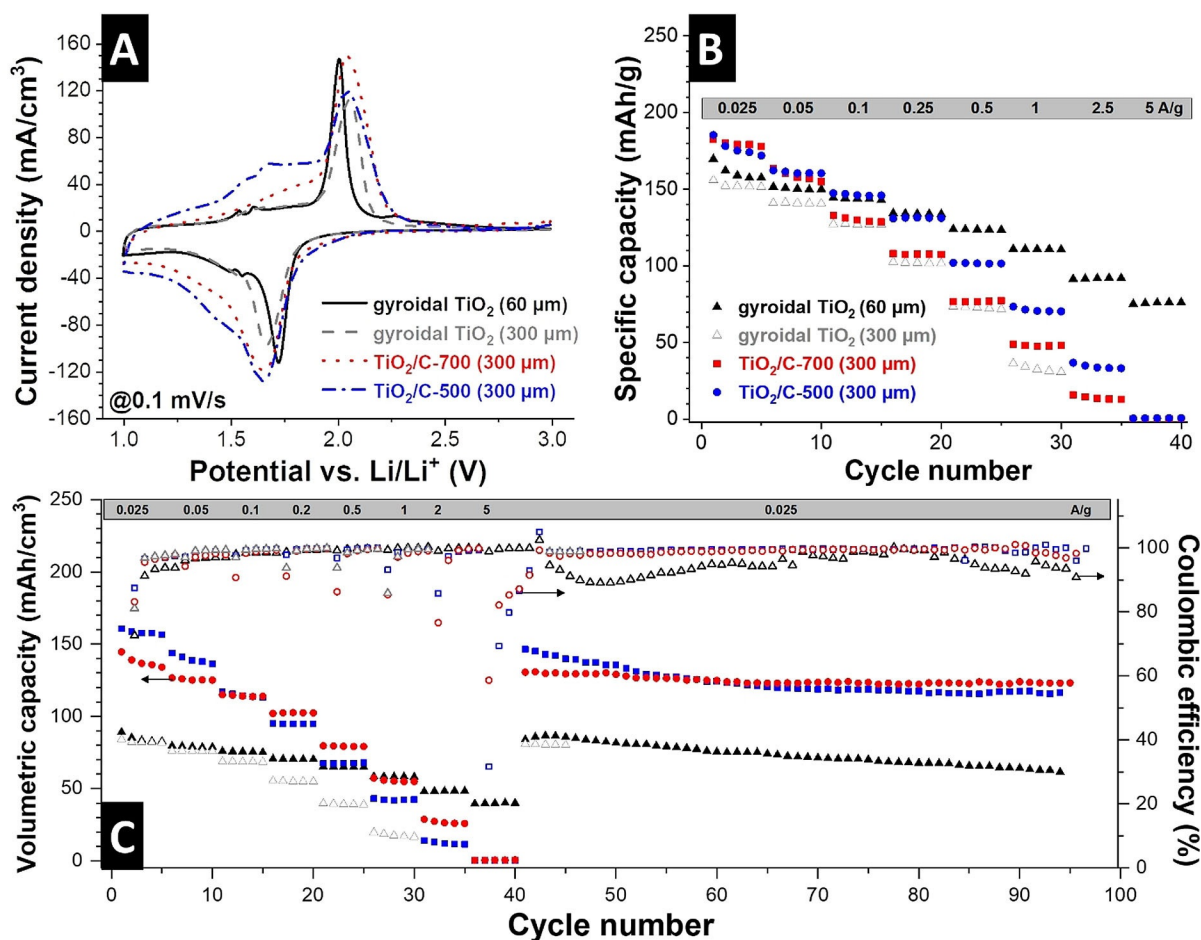 A
160
120
80
40
0
-40
-80
-120
-160
Current density (mA/cm³)
gyroidal TiO₂ (60 µm)
gyroidal TiO₂ (300 µm)
TiO₂/C-700 (300 µm)
TiO₂/C-500 (300 µm)
@0.1 mV/s
1.0 1.5 2.0 2.5 3.0
Potential vs. Li/Li⁺ (V)
B
250
200
150
100
50
0
Specific capacity (mAh/g)
0.025 0.05 0.1 0.25 0.5 1 2.5 5 A/g
gyroidal TiO₂ (60 µm)
gyroidal TiO₂ (300 µm)
TiO₂/C-700 (300 µm)
TiO₂/C-500 (300 µm)
0 10 20 30 40
Cycle number
C
250
200
150
100
50
0
Volumetric capacity (mAh/cm³)
0.025 0.05 0.1 0.2 0.5 1 2 5 0.025 A/g
100
80
60
40
20
0
Coulombic efficiency (%)
0 10 20 30 40 50 60 70 80 90 100
Cycle number